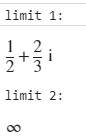 limit 1:
1/2 + 2/3 i
limit 2:
∞